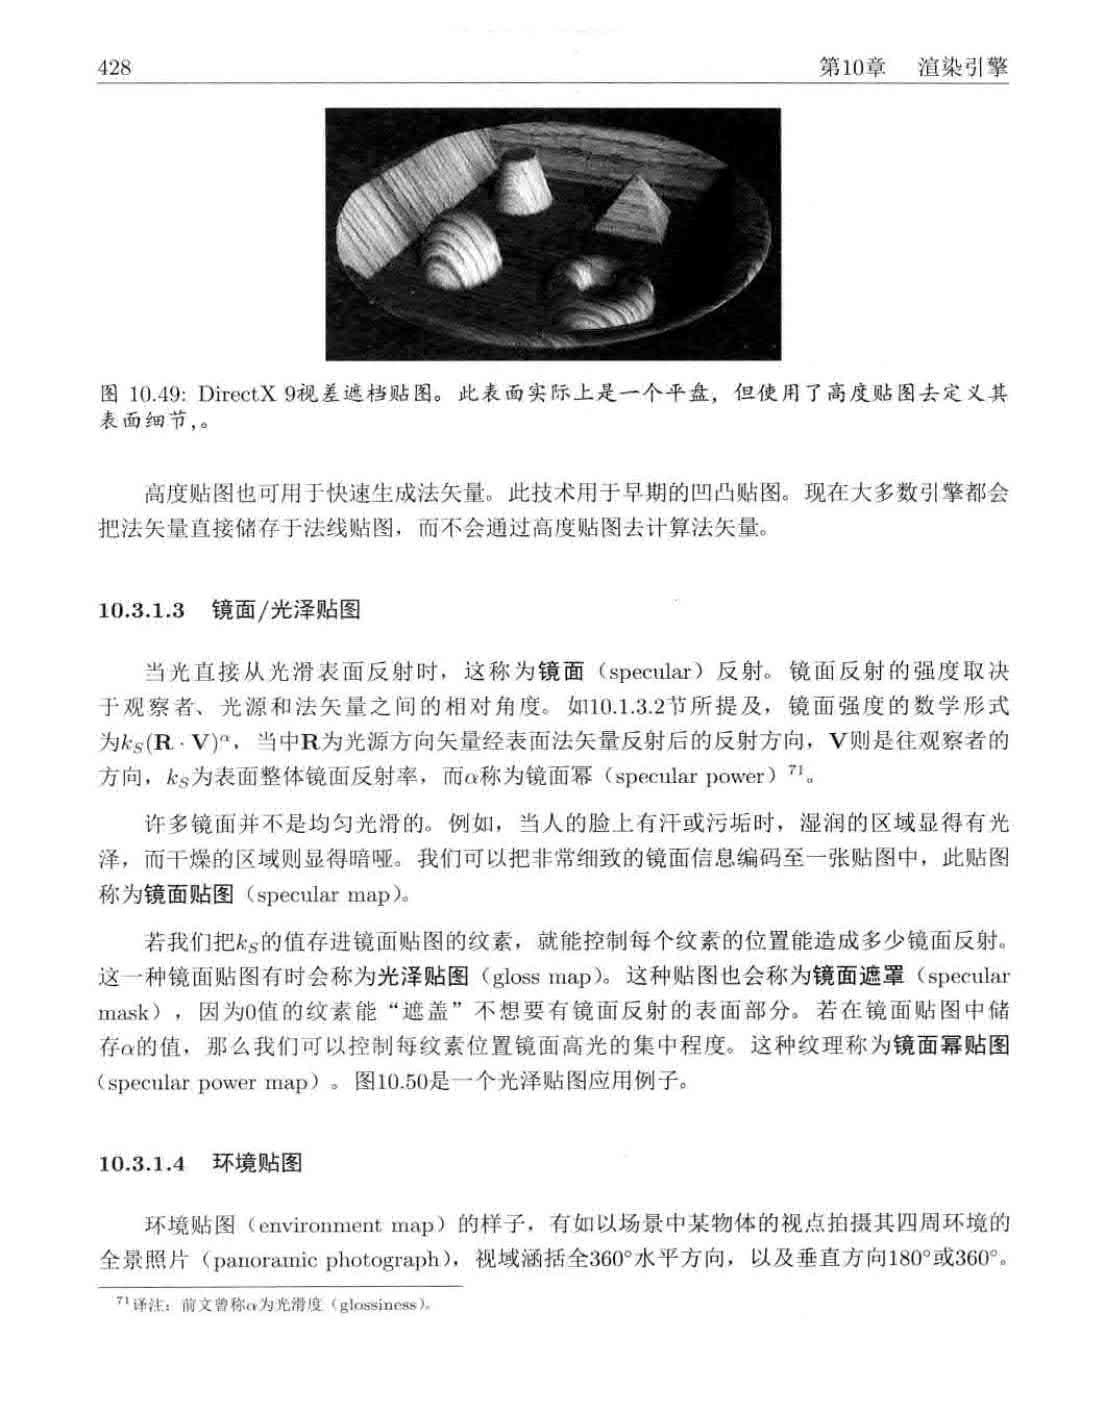 428
第10章 渲染引擎
图 10.49: DirectX 9视差遮档贴图。此表面实际上是一个平盘，但使用了高度贴图去定义其
表面细节,。
高度贴图也可用于快速生成法矢量。此技术用于早期的凹凸贴图。现在大多数引擎都会
把法矢量直接储存于法线贴图，而不会通过高度贴图去计算法矢量。
10.3.1.3 镜面/光泽贴图
当光直接从光滑表面反射时，这称为镜面（specular）反射。镜面反射的强度取决
于观察者、光源和法矢量之间的相对角度。如10.1.3.2节所提及，镜面强度的数学形式
为k_S(R · V)^α，当中R为光源方向矢量经表面法矢量反射后的反射方向，V则是往观察者的
方向，k_S为表面整体镜面反射率，而α称为镜面幂（specular power）71。
许多镜面并不是均匀光滑的。例如，当人的脸上有汗或污垢时，湿润的区域显得有光
泽，而干燥的区域则显得暗哑。我们可以把非常细致的镜面信息编码至一张贴图中，此贴图
称为镜面贴图（specular map）。
若我们把k_S的值存进镜面贴图的纹素，就能控制每个纹素的位置能造成多少镜面反射。
这一种镜面贴图有时会称为光泽贴图（gloss map）。这种贴图也会称为镜面遮罩（specular
mask），因为0值的纹素能“遮盖”不想要有镜面反射的表面部分。若在镜面贴图中储
存α的值，那么我们可以控制每纹素位置镜面高光的集中程度。这种纹理称为镜面幂贴图
（specular power map）。图10.50是一个光泽贴图应用例子。
10.3.1.4 环境贴图
环境贴图（environment map）的样子，有如以场景中某物体的视点拍摄其四周环境的
全景照片（panoramic photograph），视域涵括全360°水平方向，以及垂直方向180°或360°。
71译注：前文曾称α为光滑度（glossiness）。